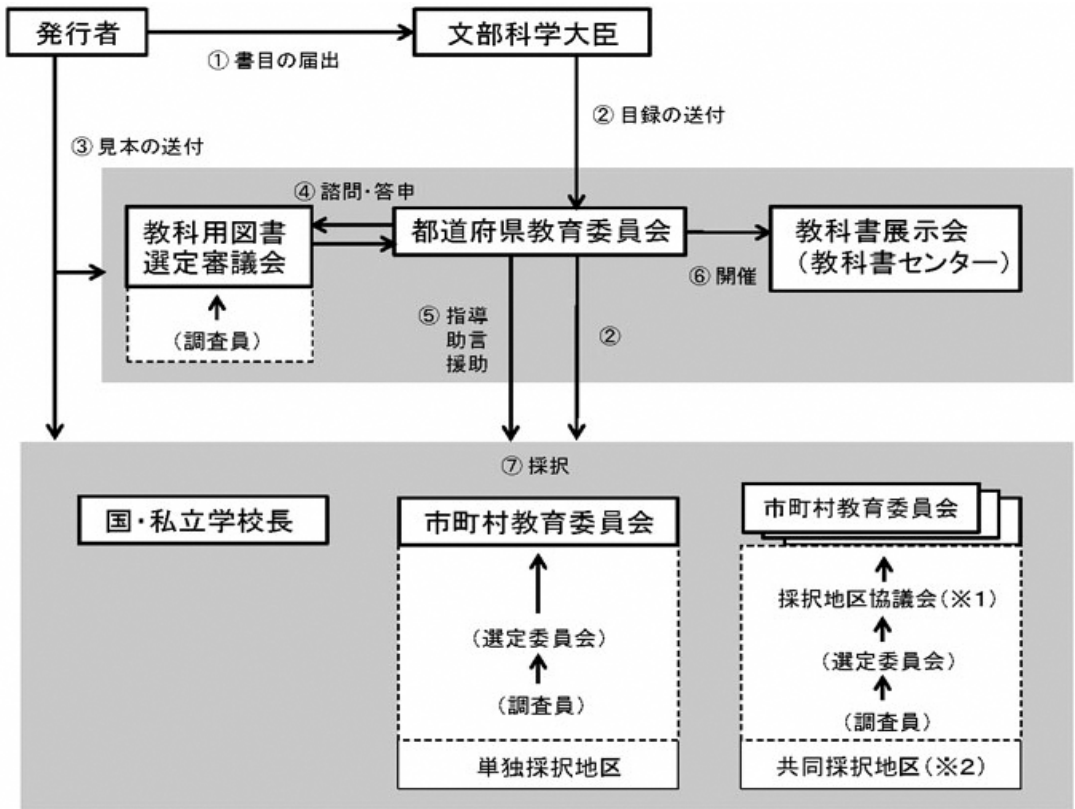 発行者
文部科学大臣
① 書目の届出
② 目録の送付
③ 見本の送付
④ 諮問・答申
教科用図書
選定審議会
(調査員)
都道府県教育委員会
教科書展示会
(教科書センター)
⑥ 開催
⑤ 指導
助言
援助
②
⑦ 採択
国・私立学校長
市町村教育委員会
(選定委員会)
(調査員)
単独採択地区
市町村教育委員会
採択地区協議会(※1)
(選定委員会)
(調査員)
共同採択地区(※2)